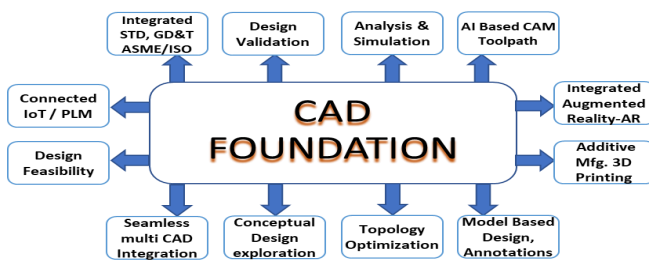 Integrated
STD, GD&T
ASME/ISO
Design
Validation
Analysis &
Simulation
AI Based CAM
Toolpath
Connected
IoT / PLM
CAD
FOUNDATION
Integrated
Augmented
Reality-AR
Design
Feasibility
Additive
Mfg. 3D
Printing
Seamless
multi CAD
Integration
Conceptual
Design
exploration
Topology
Optimization
Model Based
Design,
Annotations